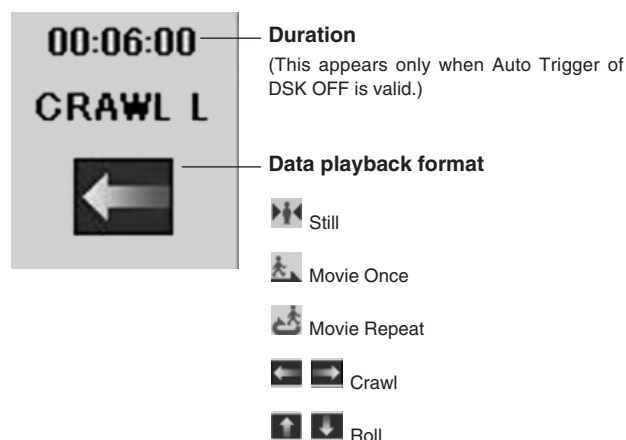 00:06:00
CRAWL L
Duration
(This appears only when Auto Trigger of
DSK OFF is valid.)
Data playback format
Still
Movie Once
Movie Repeat
Crawl
Roll